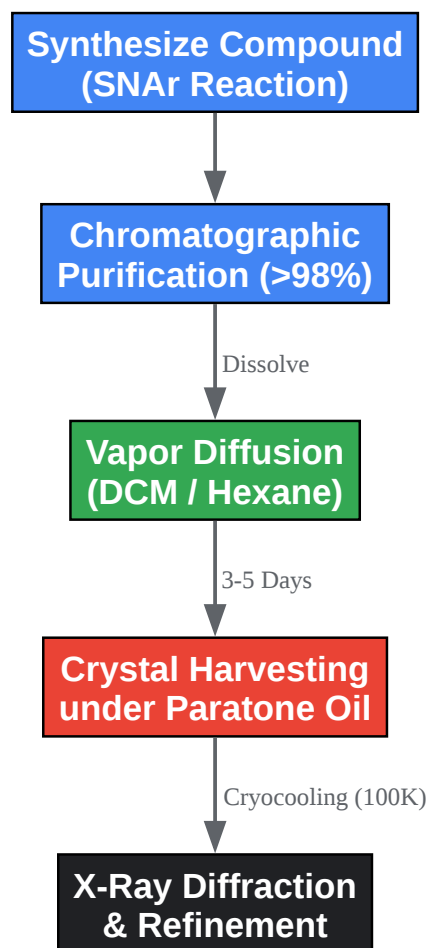 Synthesize Compound
(SNAr Reaction)
Chromatographic
Purification (>98%)
Dissolve
Vapor Diffusion
(DCM / Hexane)
3-5 Days
Crystal Harvesting
under Paratone Oil
Cryocooling (100K)
X-Ray Diffraction
& Refinement